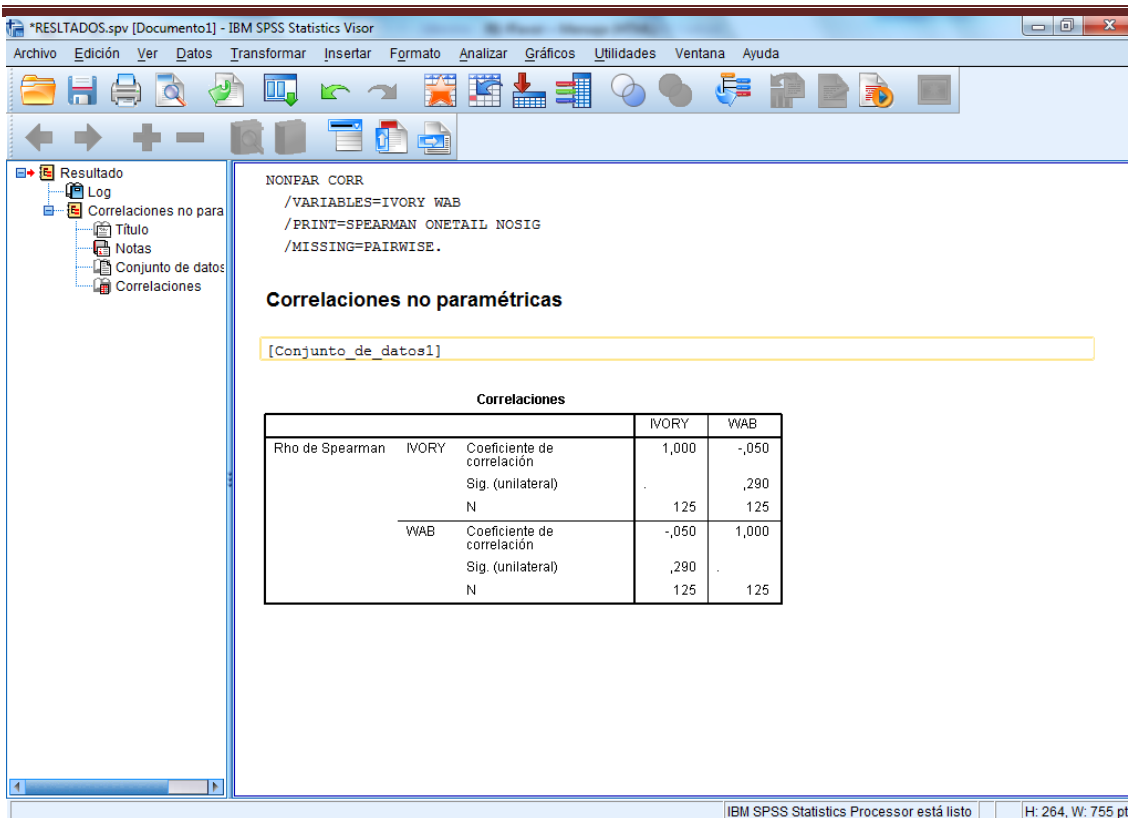 *RESLTADOS.spv [Documento1] - IBM SPSS Statistics Visor
Archivo Edición Ver Datos Transformar Insertar Formato Analizar Gráficos Utilidades Ventana Ayuda
Resultado
Log
Correlaciones no para
Título
Notas
Conjunto de datos
Correlaciones
NONPAR CORR
/VARIABLES=IVORY WAB
/PRINT=SPEARMAN ONETAIL NOSIG
/MISSING=PAIRWISE.
Correlaciones no paramétricas
[Conjunto_de_datos1]
Correlaciones
IVORY WAB
Rho de Spearman IVORY Coeficiente de correlación 1,000 -,050
Sig. (unilateral) . ,290
N 125 125
WAB Coeficiente de correlación -,050 1,000
Sig. (unilateral) ,290 .
N 125 125
IBM SPSS Statistics Processor está listo H: 264, W: 755 pt